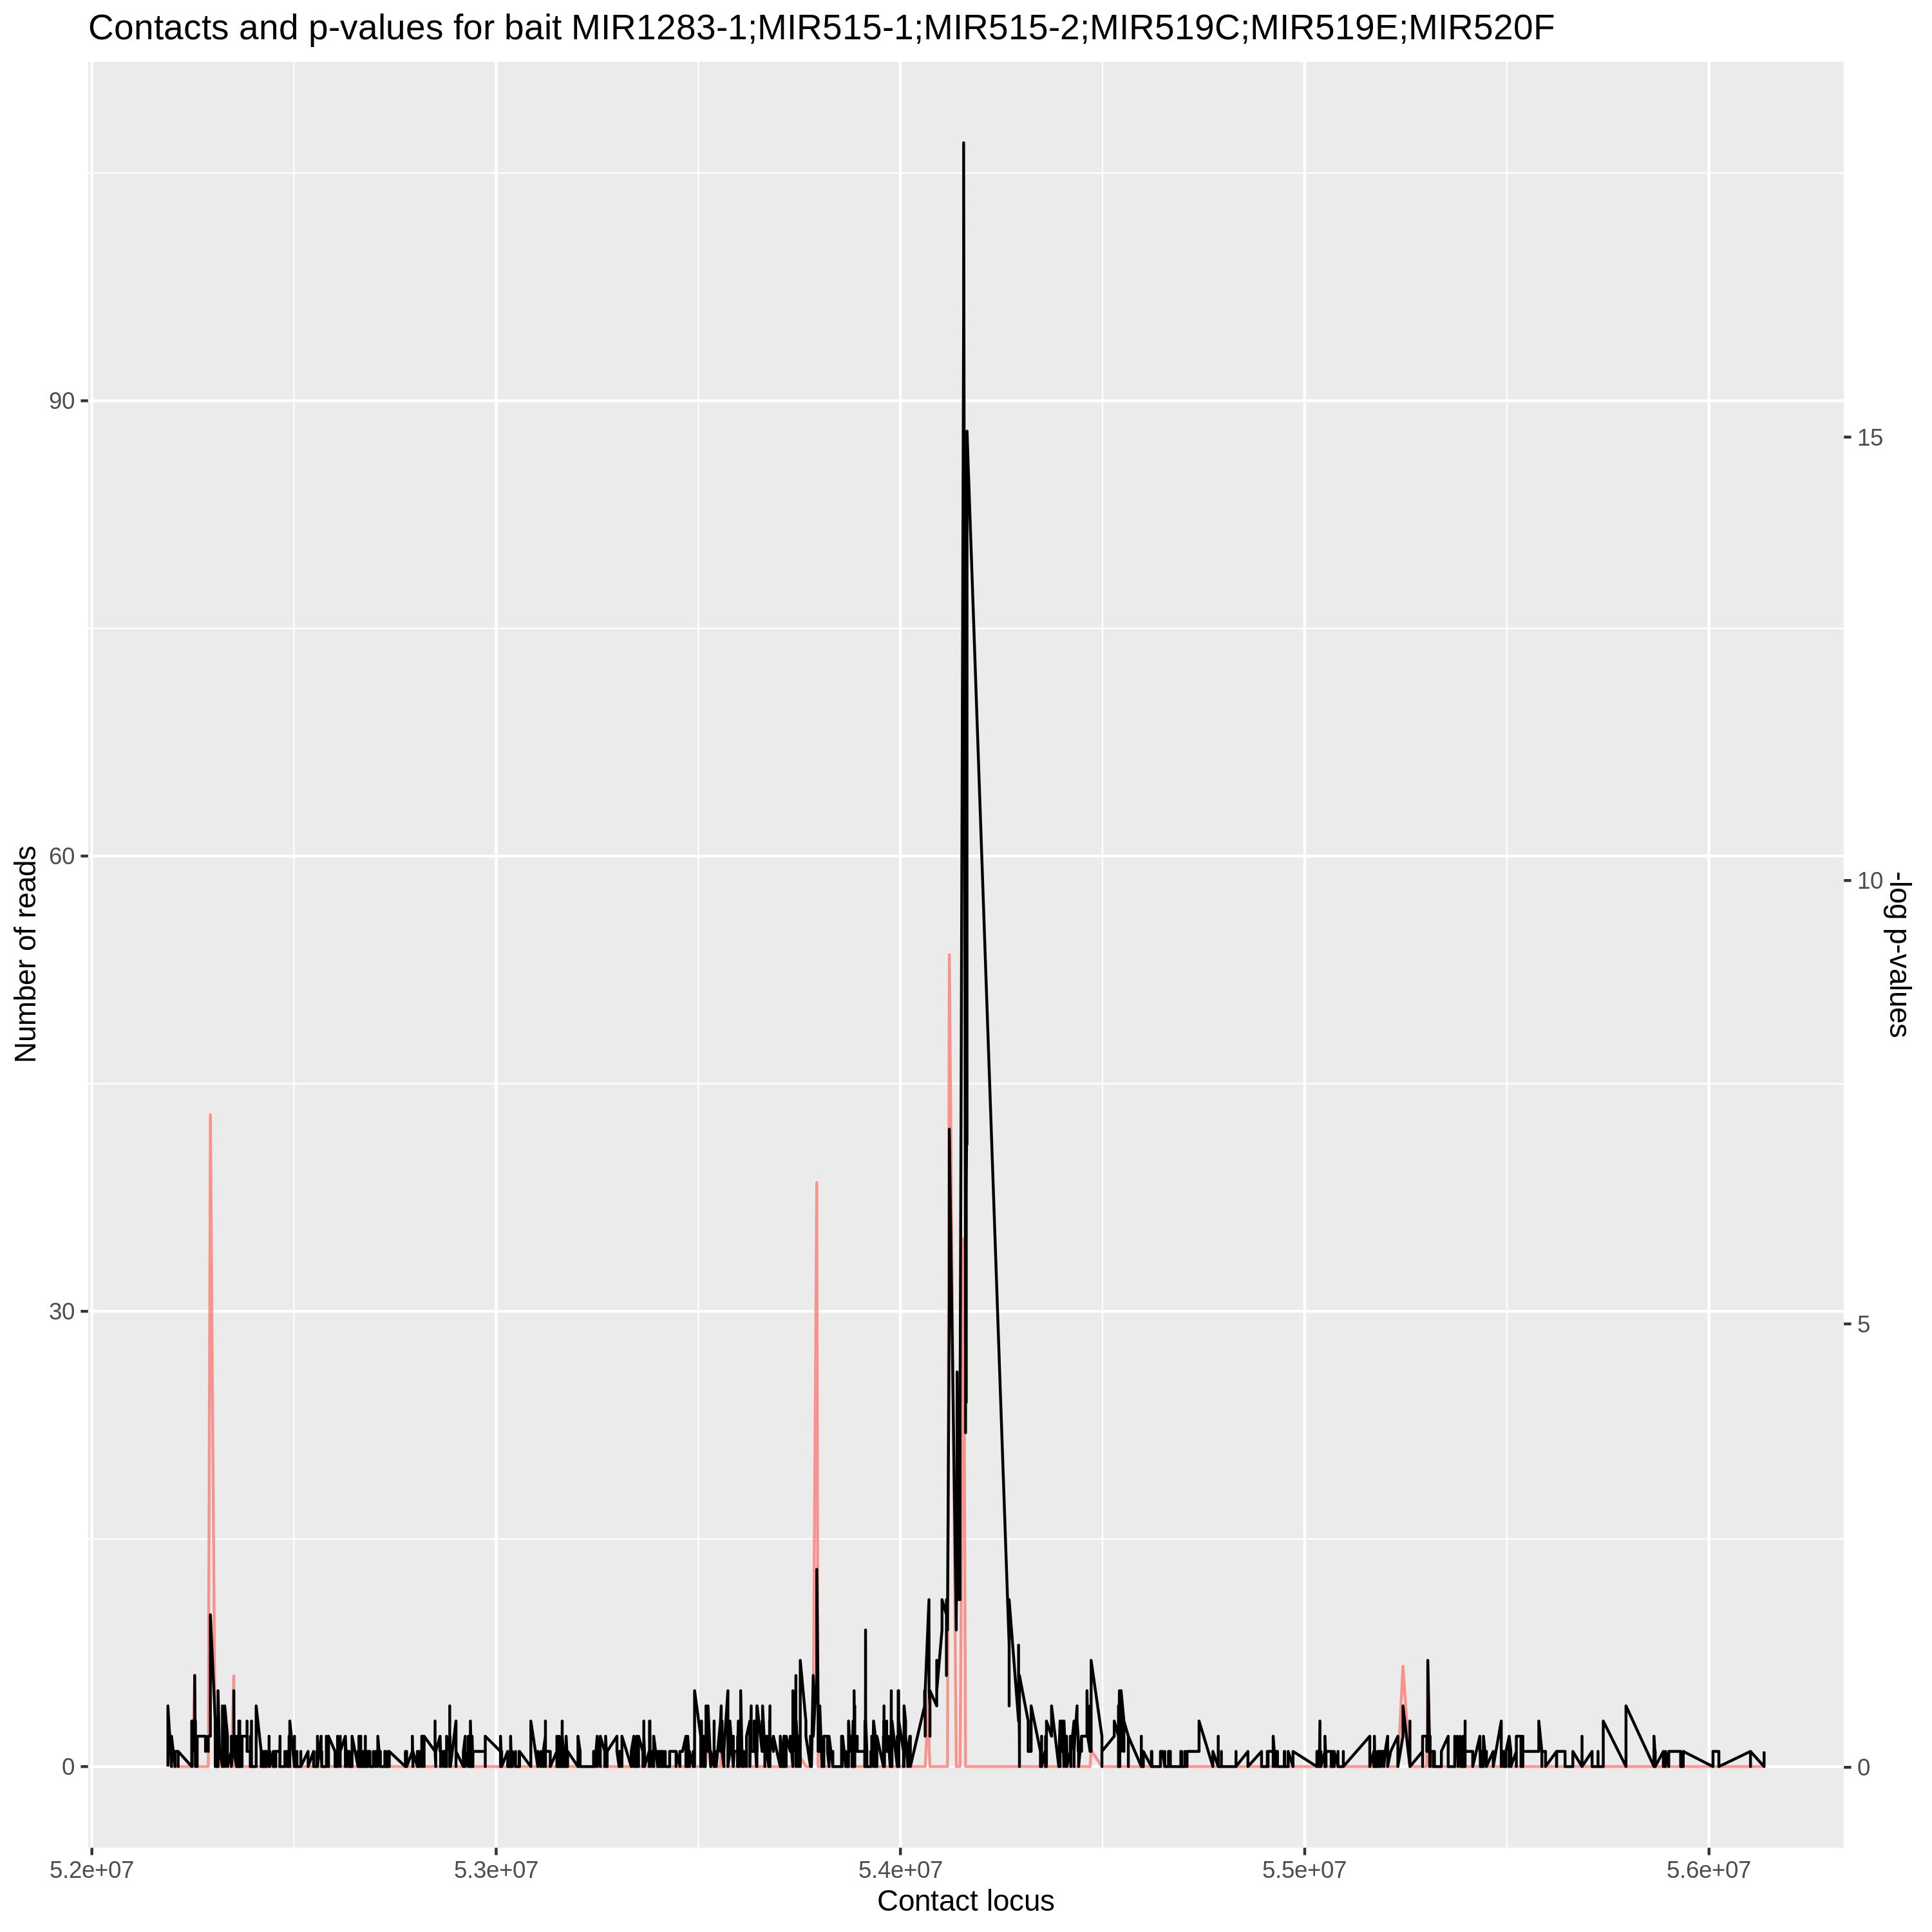 Contacts and p-values for bait MIR1283-1;MIR515-1;MIR515-2;MIR519C;MIR519E;MIR520F
90
60
30
0
Number of reads
15
10
5
0
-log p-values
5.2e+07 5.3e+07 5.4e+07 5.5e+07 5.6e+07
Contact locus